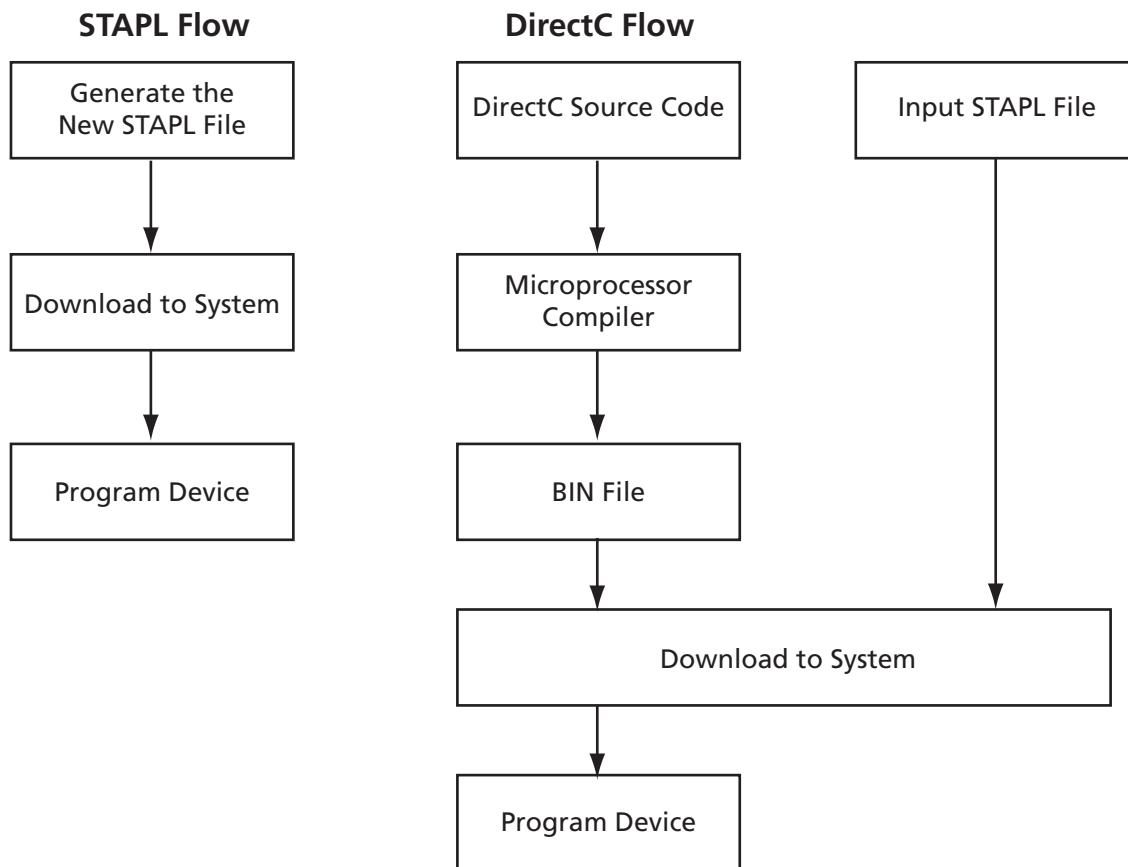 STAPL Flow
Generate the
New STAPL File
Download to System
Program Device
DirectC Flow
DirectC Source Code
Input STAPL File
Microprocessor
Compiler
BIN File
Download to System
Program Device